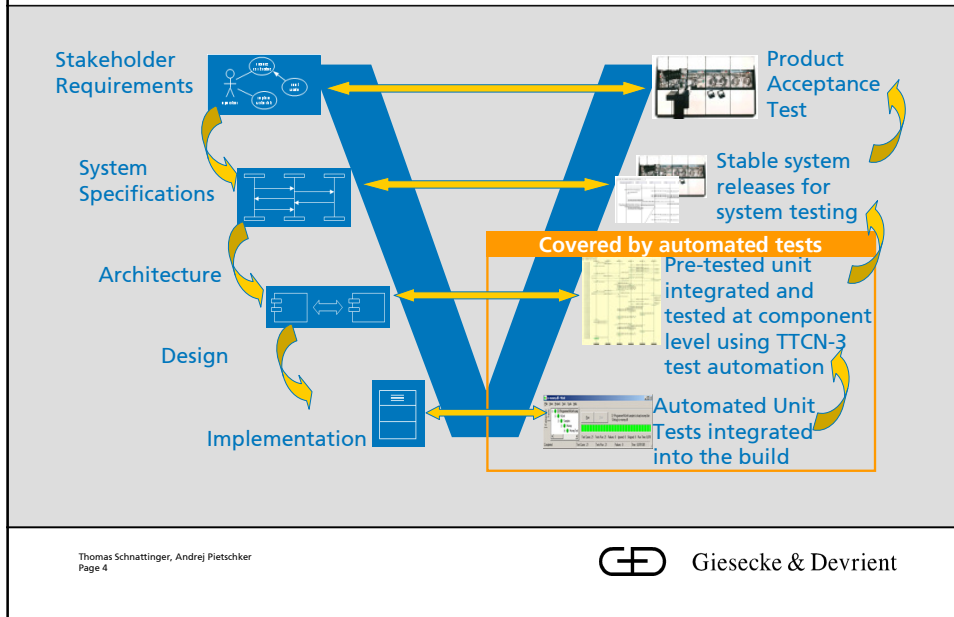 Stakeholder
Requirements
operator
Product
Acceptance
Test
System
Specifications
Stable system
releases for
system testing
Covered by automated tests
Architecture
Pre-tested unit
integrated and
tested at component
level using TTCN-3
test automation
Design
Implementation
Automated Unit
Tests integrated
into the build
Thomas Schnattinger, Andrej Pietschker
Page 4
Giesecke & Devrient